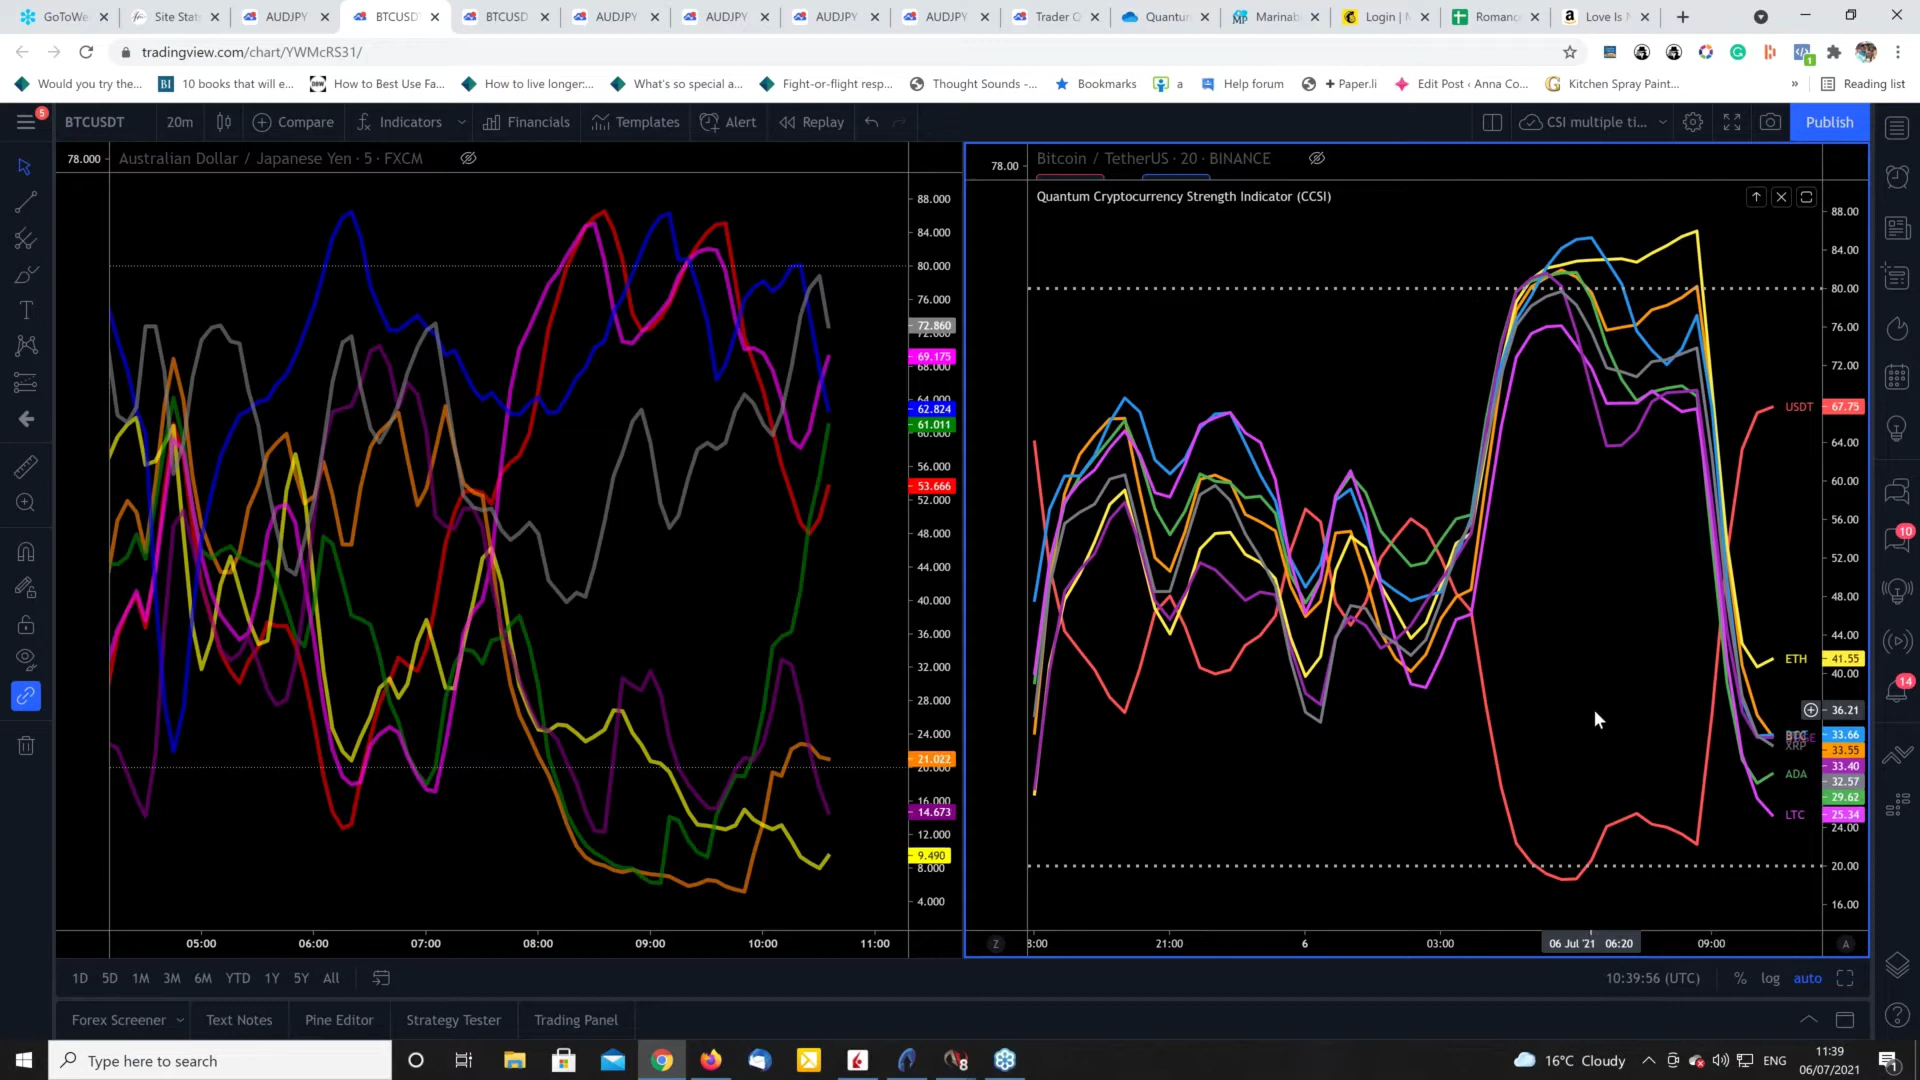 GoToWe
Site Stat
AUDJPY
BTCUSD
BTCUSD
AUDJPY
AUDJPY
AUDJPY
AUDJPY
Trader Q
Quantum
Marinab
Login |
Romanc
Love Is
tradingview.com/chart/YWMcRS31/
Would you try the...
10 books that will e...
How to Best Use Fa...
How to live longer:...
What's so special a...
Fight-or-flight resp...
Thought Sounds -...
Bookmarks
a
Help forum
+ Paper.li
Edit Post ‹ Anna Co...
Kitchen Spray Paint...
»
Reading list
5
BTCUSDT
20m
Compare
Indicators
Financials
Templates
Alert
Replay
CSI multiple ti...
Publish
78.000
Australian Dollar / Japanese Yen · 5 · FXCM
78.00
Bitcoin / TetherUS · 20 · BINANCE
Quantum Cryptocurrency Strength Indicator (CCSI)
88.000
84.000
80.000
76.000
72.860
69.175
68.000
62.824
61.011
56.000
53.666
52.000
48.000
44.000
40.000
36.000
32.000
28.000
24.000
21.022
20.000
16.000
14.673
12.000
9.490
8.000
4.000
88.00
84.00
80.00
76.00
72.00
USDT 67.75
64.00
60.00
56.00
52.00
48.00
44.00
ETH 41.55
40.00
36.21
33.66
33.55
33.40
XRP
32.57
ADA
29.62
LTC 25.34
24.00
20.00
16.00
10
14
05:00 06:00 07:00 08:00 09:00 10:00 11:00
Z
3:00 21:00 6 03:00 06 Jul '21 06:20 09:00
A
1D 5D 1M 3M 6M YTD 1Y 5Y All
10:39:56 (UTC)
% log auto
Forex Screener
Text Notes
Pine Editor
Strategy Tester
Trading Panel
Type here to search
16°C Cloudy
ENG
11:39
06/07/2021
1